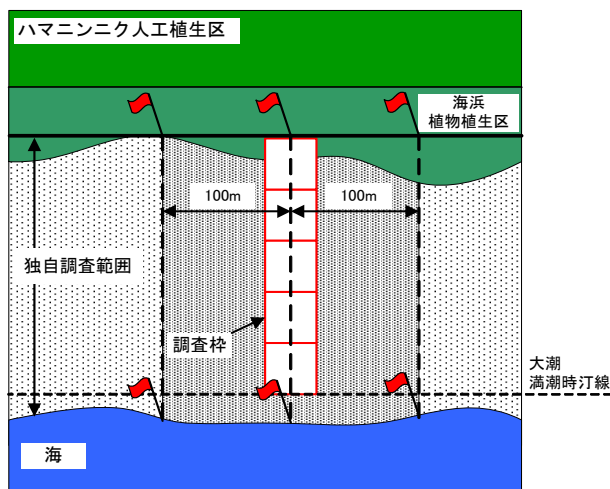 ハマニンニク人工植生区
海浜
植物植生区
100m
100m
独自調査範囲
調査枠
大潮
満潮時汀線
海